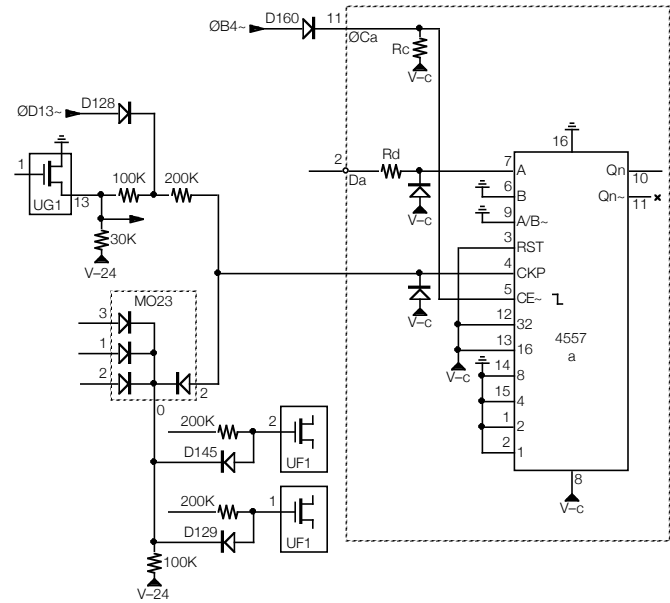 ØB4~ D160 11
ØCa
Rc
V–c
ØD13~ D128
16
1
2 Rd 7 A Qn
10
Da
100K 200K
6 B
Qn~
11
UG1 13
V–c
9 A/B~
3 RST
30K
4 CKP
V–24
5 CE~
MO23
V–c
12 32
4557
a
3
13 16
1
V–c
14 8
2
15 4
0 2
1 2
200K 2
2 1
D145 UF1
8
200K 1
V–c
D129 UF1
100K
V–24